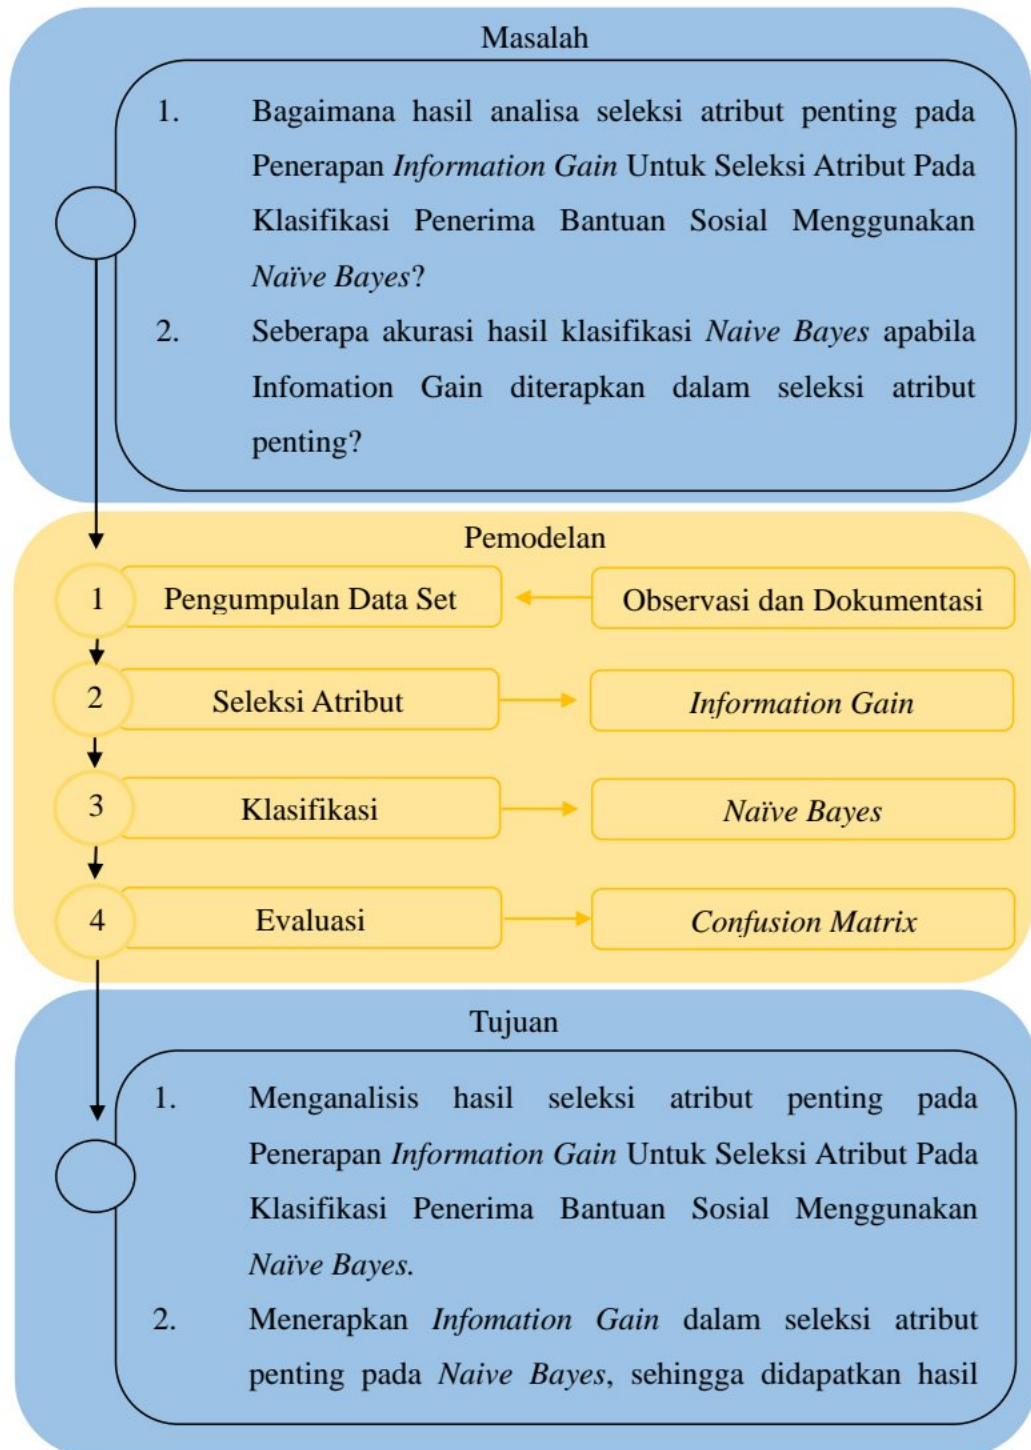 Masalah
1. Bagaimana hasil analisa seleksi atribut penting pada
Penerapan Information Gain Untuk Seleksi Atribut Pada
Klasifikasi Penerima Bantuan Sosial Menggunakan
Naïve Bayes?
2. Seberapa akurasi hasil klasifikasi Naive Bayes apabila
Infomation Gain diterapkan dalam seleksi atribut
penting?
Pemodelan
1 Pengumpulan Data Set Observasi dan Dokumentasi
2 Seleksi Atribut Information Gain
3 Klasifikasi Naïve Bayes
4 Evaluasi Confusion Matrix
Tujuan
1. Menganalisis hasil seleksi atribut penting pada
Penerapan Information Gain Untuk Seleksi Atribut Pada
Klasifikasi Penerima Bantuan Sosial Menggunakan
Naïve Bayes.
2. Menerapkan Infomation Gain dalam seleksi atribut
penting pada Naive Bayes, sehingga didapatkan hasil